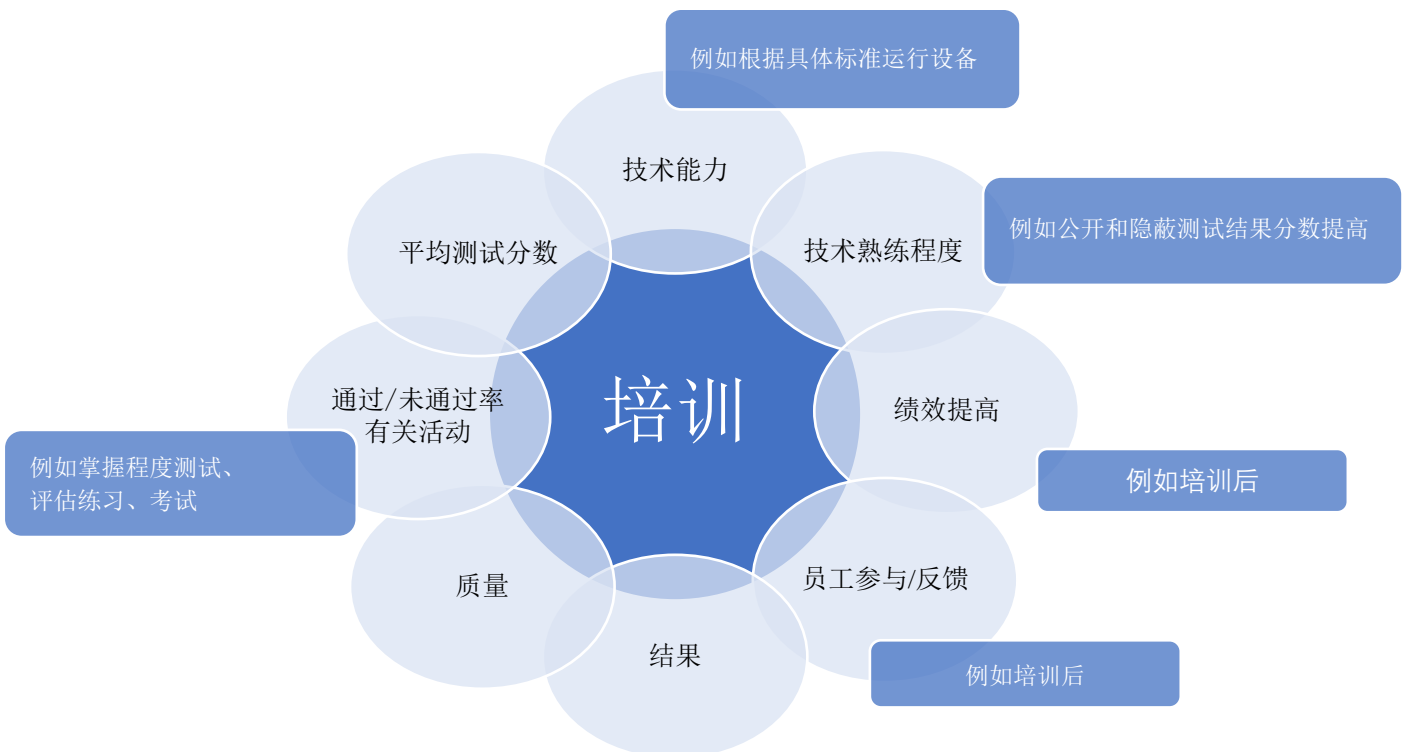 例如根据具体标准运行设备
技术能力
平均测试分数
技术熟练程度
例如公开和隐蔽测试结果分数提高
培训
通过/未通过率
有关活动
绩效提高
例如掌握程度测试、
评估练习、考试
例如培训后
质量
员工参与/反馈
结果
例如培训后